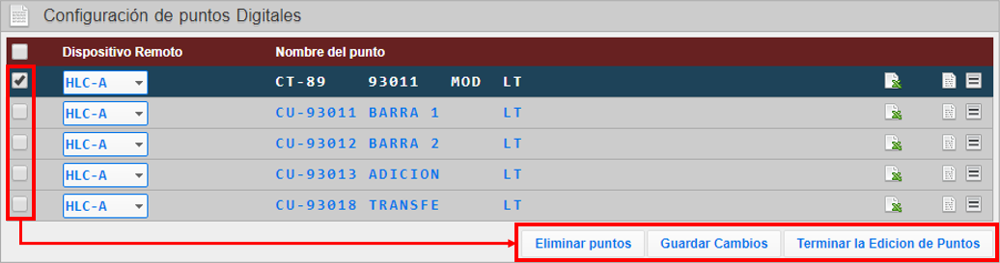 Configuración de puntos Digitales
Dispositivo Remoto Nombre del punto
HLC-A CT-89 93011 MOD LT
HLC-A CU-93011 BARRA 1 LT
HLC-A CU-93012 BARRA 2 LT
HLC-A CU-93013 ADICION LT
HLC-A CU-93018 TRANSFE LT
Eliminar puntos Guardar Cambios Terminar la Edicion de Puntos